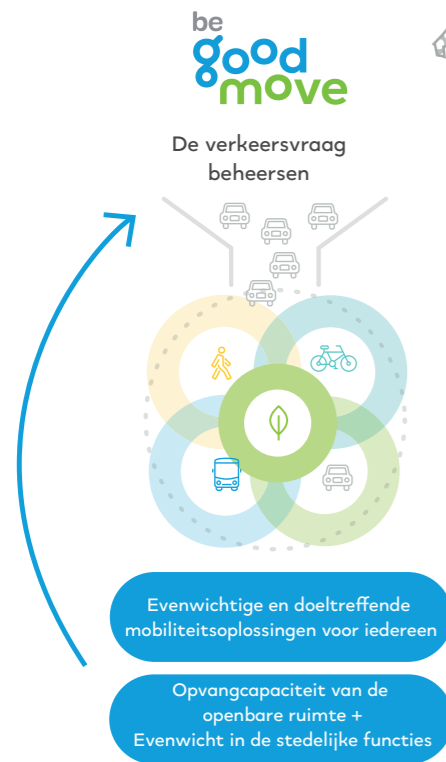 be
good
move
De verkeersvraag
beheersen
Evenwichtige en doeltreffende
mobiliteitsoplossingen voor iedereen
Opvangcapaciteit van de
openbare ruimte +
Evenwicht in de stedelijke functies